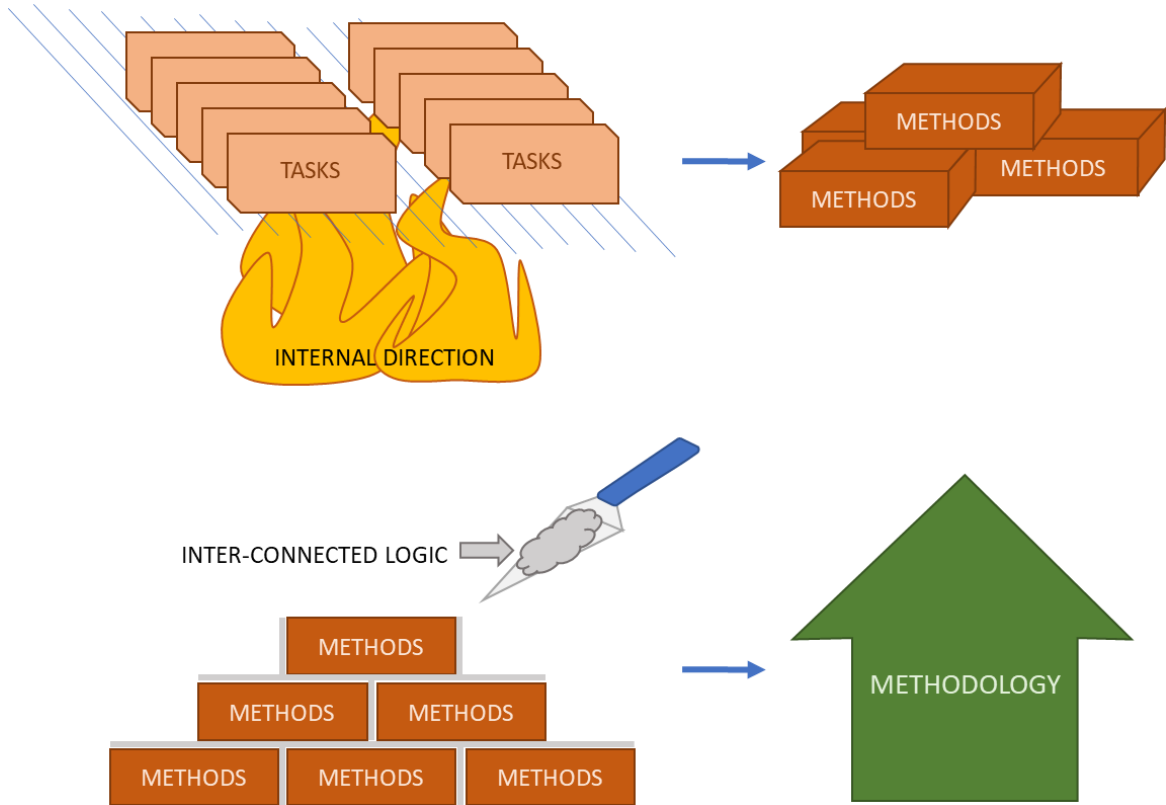 TASKS
TASKS
METHODS
METHODS
METHODS
INTERNAL DIRECTION
INTER-CONNECTED LOGIC
METHODS
METHODS
METHODS
METHODS
METHODS
METHODS
METHODOLOGY